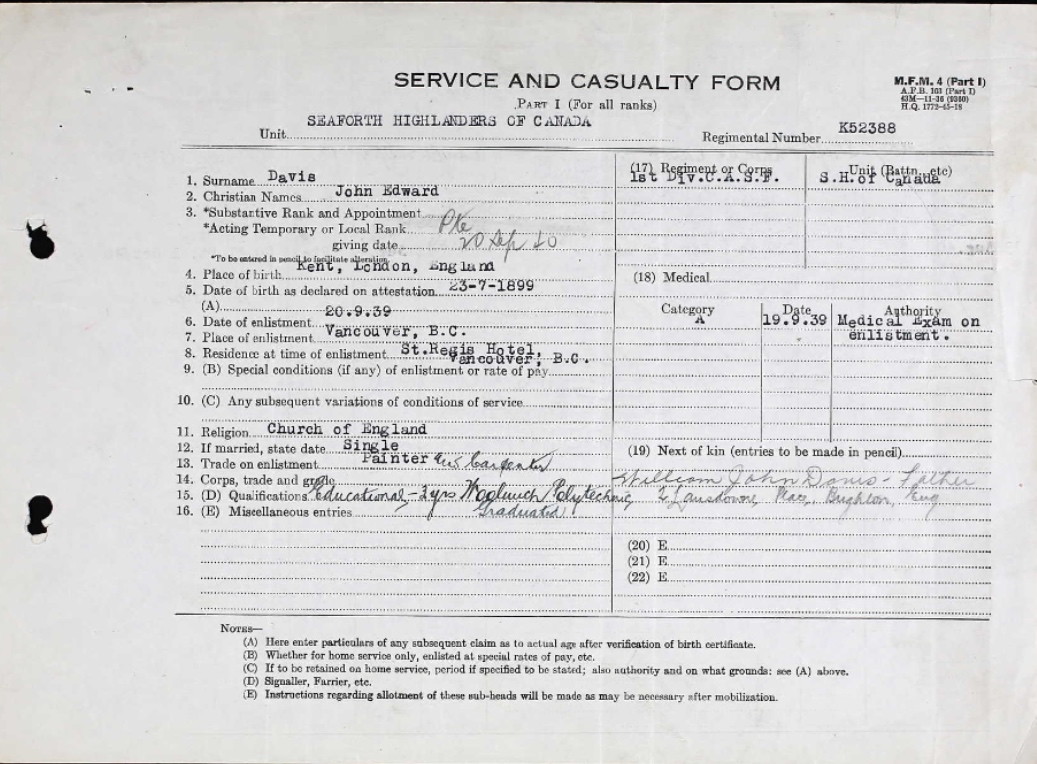 SERVICE AND CASUALTY FORM
M.F.M. 4 (Part I)
A.F.B. 103 (Part I)
63M—11-36 (9360)
H.Q. 1772-45-18
PART I (For all ranks)
Unit SEAFORTH HIGHLANDERS OF CANADA
Regimental Number K52388
1. Surname Davis
2. Christian Names John Edward
3. *Substantive Rank and Appointment
*Acting Temporary or Local Rank Pte
giving date 20 Sep 40
*To be entered in pencil to facilitate alteration.
4. Place of birth Kent, London, England
5. Date of birth as declared on attestation 23-7-1899
(A)
6. Date of enlistment 20.9.39
7. Place of enlistment Vancouver, B.C.
8. Residence at time of enlistment St.Regis Hotel,
Vancouver, B.C.
9. (B) Special conditions (if any) of enlistment or rate of pay
10. (C) Any subsequent variations of conditions of service
11. Religion Church of England
12. If married, state date Single
13. Trade on enlistment Painter and Carpenter
14. Corps, trade and grade
15. (D) Qualifications Educational - 3 yrs Woolwich Polytechnic,
16. (E) Miscellaneous entries Graduated
(17) Regiment or Corps
1st Div.C.A.S.F.
Unit (Battn., etc)
S.H.of Canada
(18) Medical
Category
A
Date
19.9.39
Authority
Medical Exam on
enlistment.
(19) Next of kin (entries to be made in pencil)
William John Davis - Father
Lansdowne Place, Brighton, Eng
(20) E
(21) E
(22) E
NOTES—
(A) Here enter particulars of any subsequent claim as to actual age after verification of birth certificate.
(B) Whether for home service only, enlisted at special rates of pay, etc.
(C) If to be retained on home service, period if specified to be stated; also authority and on what grounds: see (A) above.
(D) Signaller, Farrier, etc.
(E) Instructions regarding allotment of these sub-heads will be made as may be necessary after mobilization.